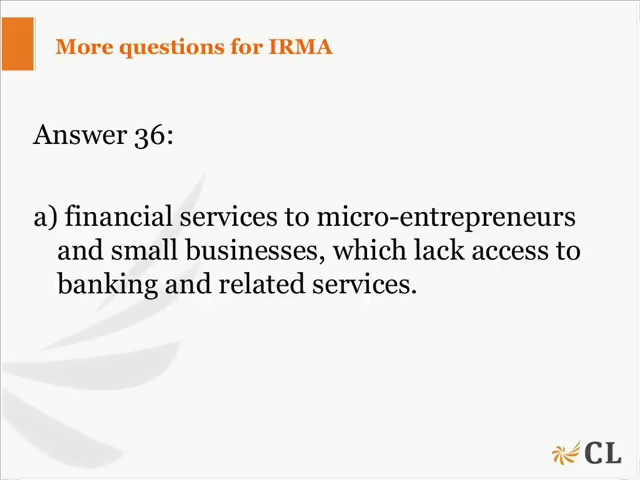 More questions for IRMA
Answer 36:
a) financial services to micro-entrepreneurs
and small businesses, which lack access to
banking and related services.
CL